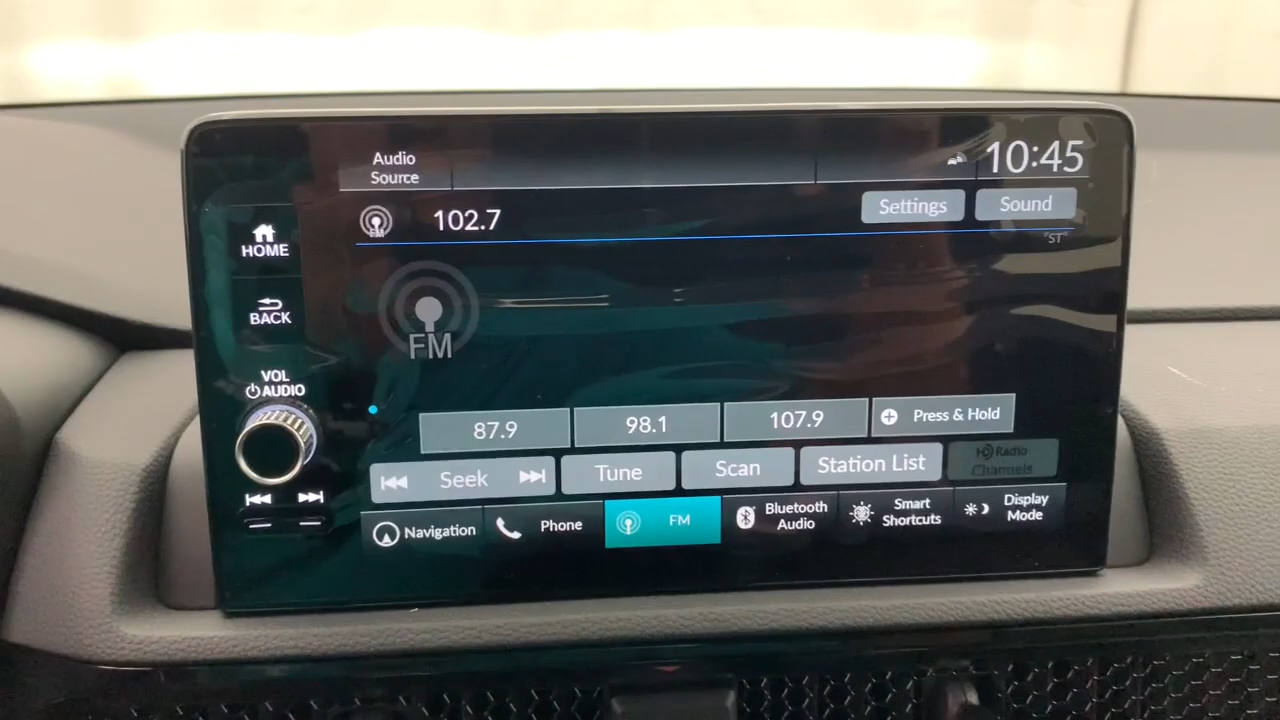 Audio
Source
10:45
FM
102.7
Settings
Sound
"ST"
HOME
BACK
FM
VOL
AUDIO
87.9
98.1
107.9
Press & Hold
Seek
Tune
Scan
Station List
HD Radio
Channels
Navigation
Phone
FM
Bluetooth
Audio
Smart
Shortcuts
Display
Mode